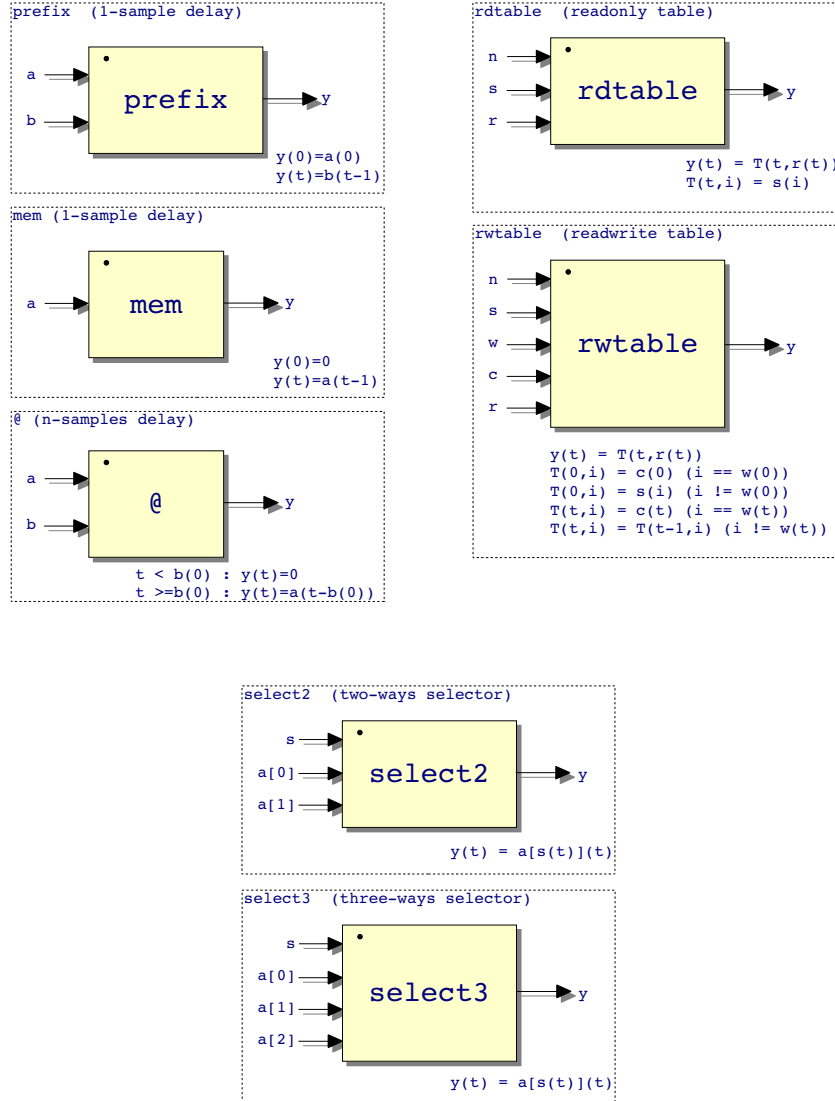 prefix  (1-sample delay)
a
b
prefix
y
y(0)=a(0)
y(t)=b(t-1)
mem (1-sample delay)
a
mem
y
y(0)=0
y(t)=a(t-1)
@ (n-samples delay)
a
b
@
y
t < b(0) : y(t)=0
t >=b(0) : y(t)=a(t-b(0))
rdtable  (readonly table)
n
s
r
rdtable
y
y(t) = T(t,r(t))
T(t,i) = s(i)
rwtable  (readwrite table)
n
s
w
c
r
rwtable
y
y(t) = T(t,r(t))
T(0,i) = c(0) (i == w(0))
T(0,i) = s(i) (i != w(0))
T(t,i) = c(t) (i == w(t))
T(t,i) = T(t-1,i) (i != w(t))
select2  (two-ways selector)
s
a[0]
a[1]
select2
y
y(t) = a[s(t)](t)
select3  (three-ways selector)
s
a[0]
a[1]
a[2]
select3
y
y(t) = a[s(t)](t)